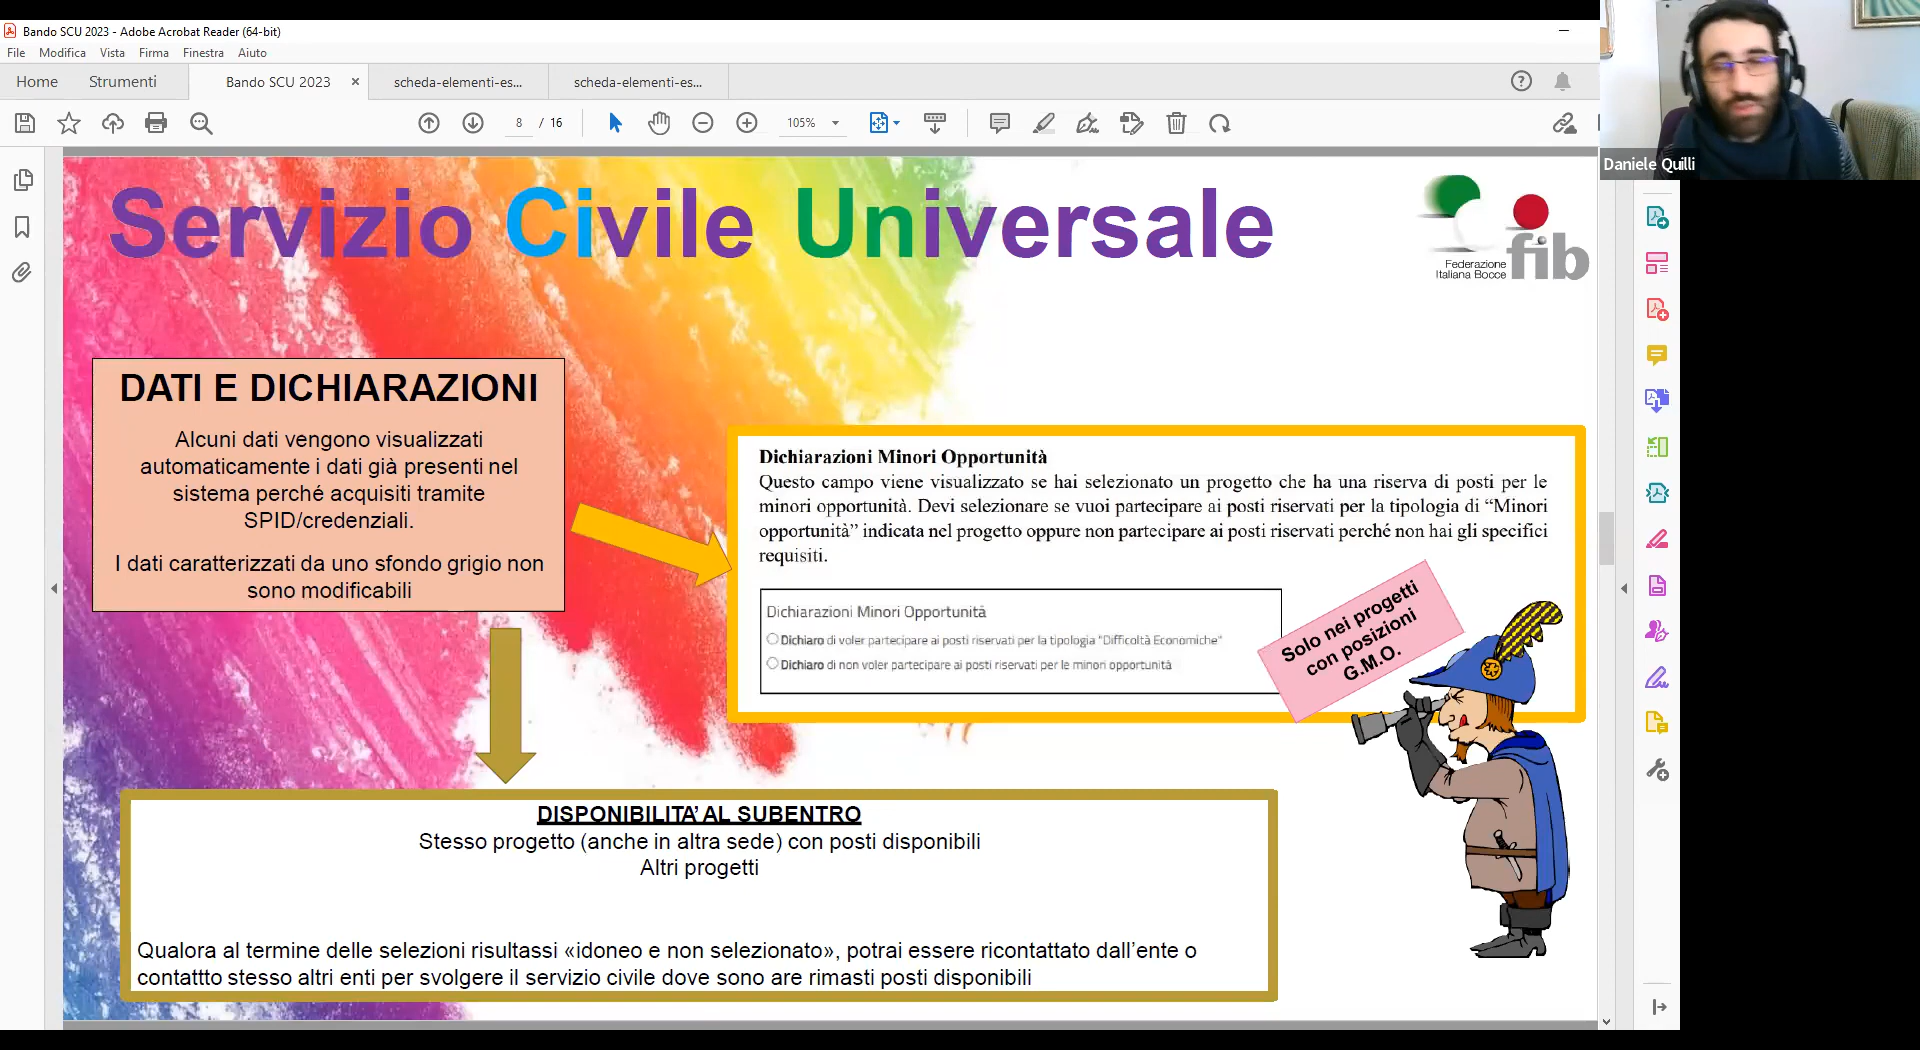 Bando SCU 2023 - Adobe Acrobat Reader (64-bit)
File Modifica Vista Firma Finestra Aiuto
Home Strumenti Bando SCU 2023 × scheda-elementi-es... scheda-elementi-es...
8 / 16 105%
Daniele Quilli
Servizio Civile Universale
Federazione
Italiana Bocce
fib
DATI E DICHIARAZIONI
Alcuni dati vengono visualizzati
automaticamente i dati già presenti nel
sistema perché acquisiti tramite
SPID/credenziali.
I dati caratterizzati da uno sfondo grigio non
sono modificabili
Dichiarazioni Minori Opportunità
Questo campo viene visualizzato se hai selezionato un progetto che ha una riserva di posti per le
minori opportunità. Devi selezionare se vuoi partecipare ai posti riservati per la tipologia di “Minori
opportunità” indicata nel progetto oppure non partecipare ai posti riservati perché non hai gli specifici
requisiti.
Dichiarazioni Minori Opportunità
Dichiaro di voler partecipare ai posti riservati per la tipologia "Difficoltà Economiche"
Dichiaro di non voler partecipare ai posti riservati per le minori opportunità
Solo nei progetti
con posizioni
G.M.O.
DISPONIBILITA’ AL SUBENTRO
Stesso progetto (anche in altra sede) con posti disponibili
Altri progetti
Qualora al termine delle selezioni risultassi «idoneo e non selezionato», potrai essere ricontattato dall’ente o
contattto stesso altri enti per svolgere il servizio civile dove sono are rimasti posti disponibili